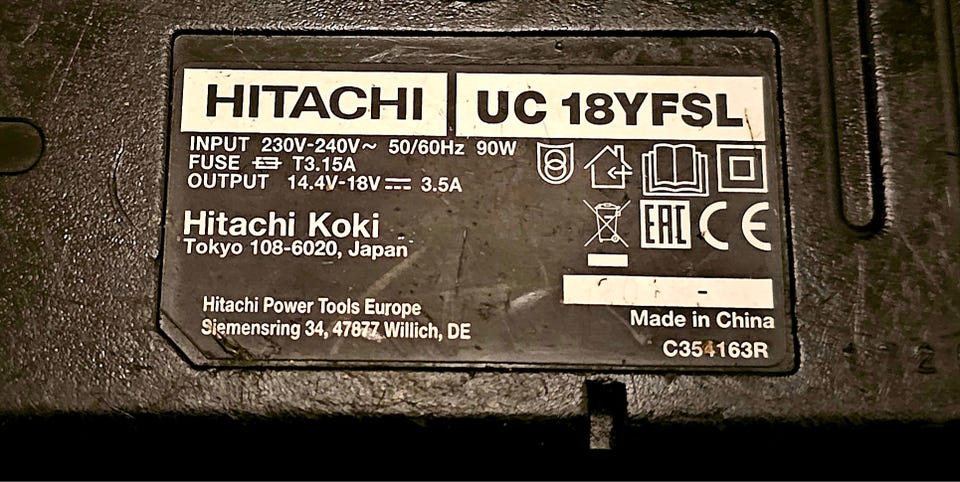 HITACHI
UC 18YFSL
INPUT 230V-240V~ 50/60Hz 90W
FUSE T3.15A
OUTPUT 14.4V-18V⎓ 3.5A
Hitachi Koki
Tokyo 108-6020, Japan
Hitachi Power Tools Europe
Siemensring 34, 47877 Willich, DE
EAC CE
Made in China
C354163R